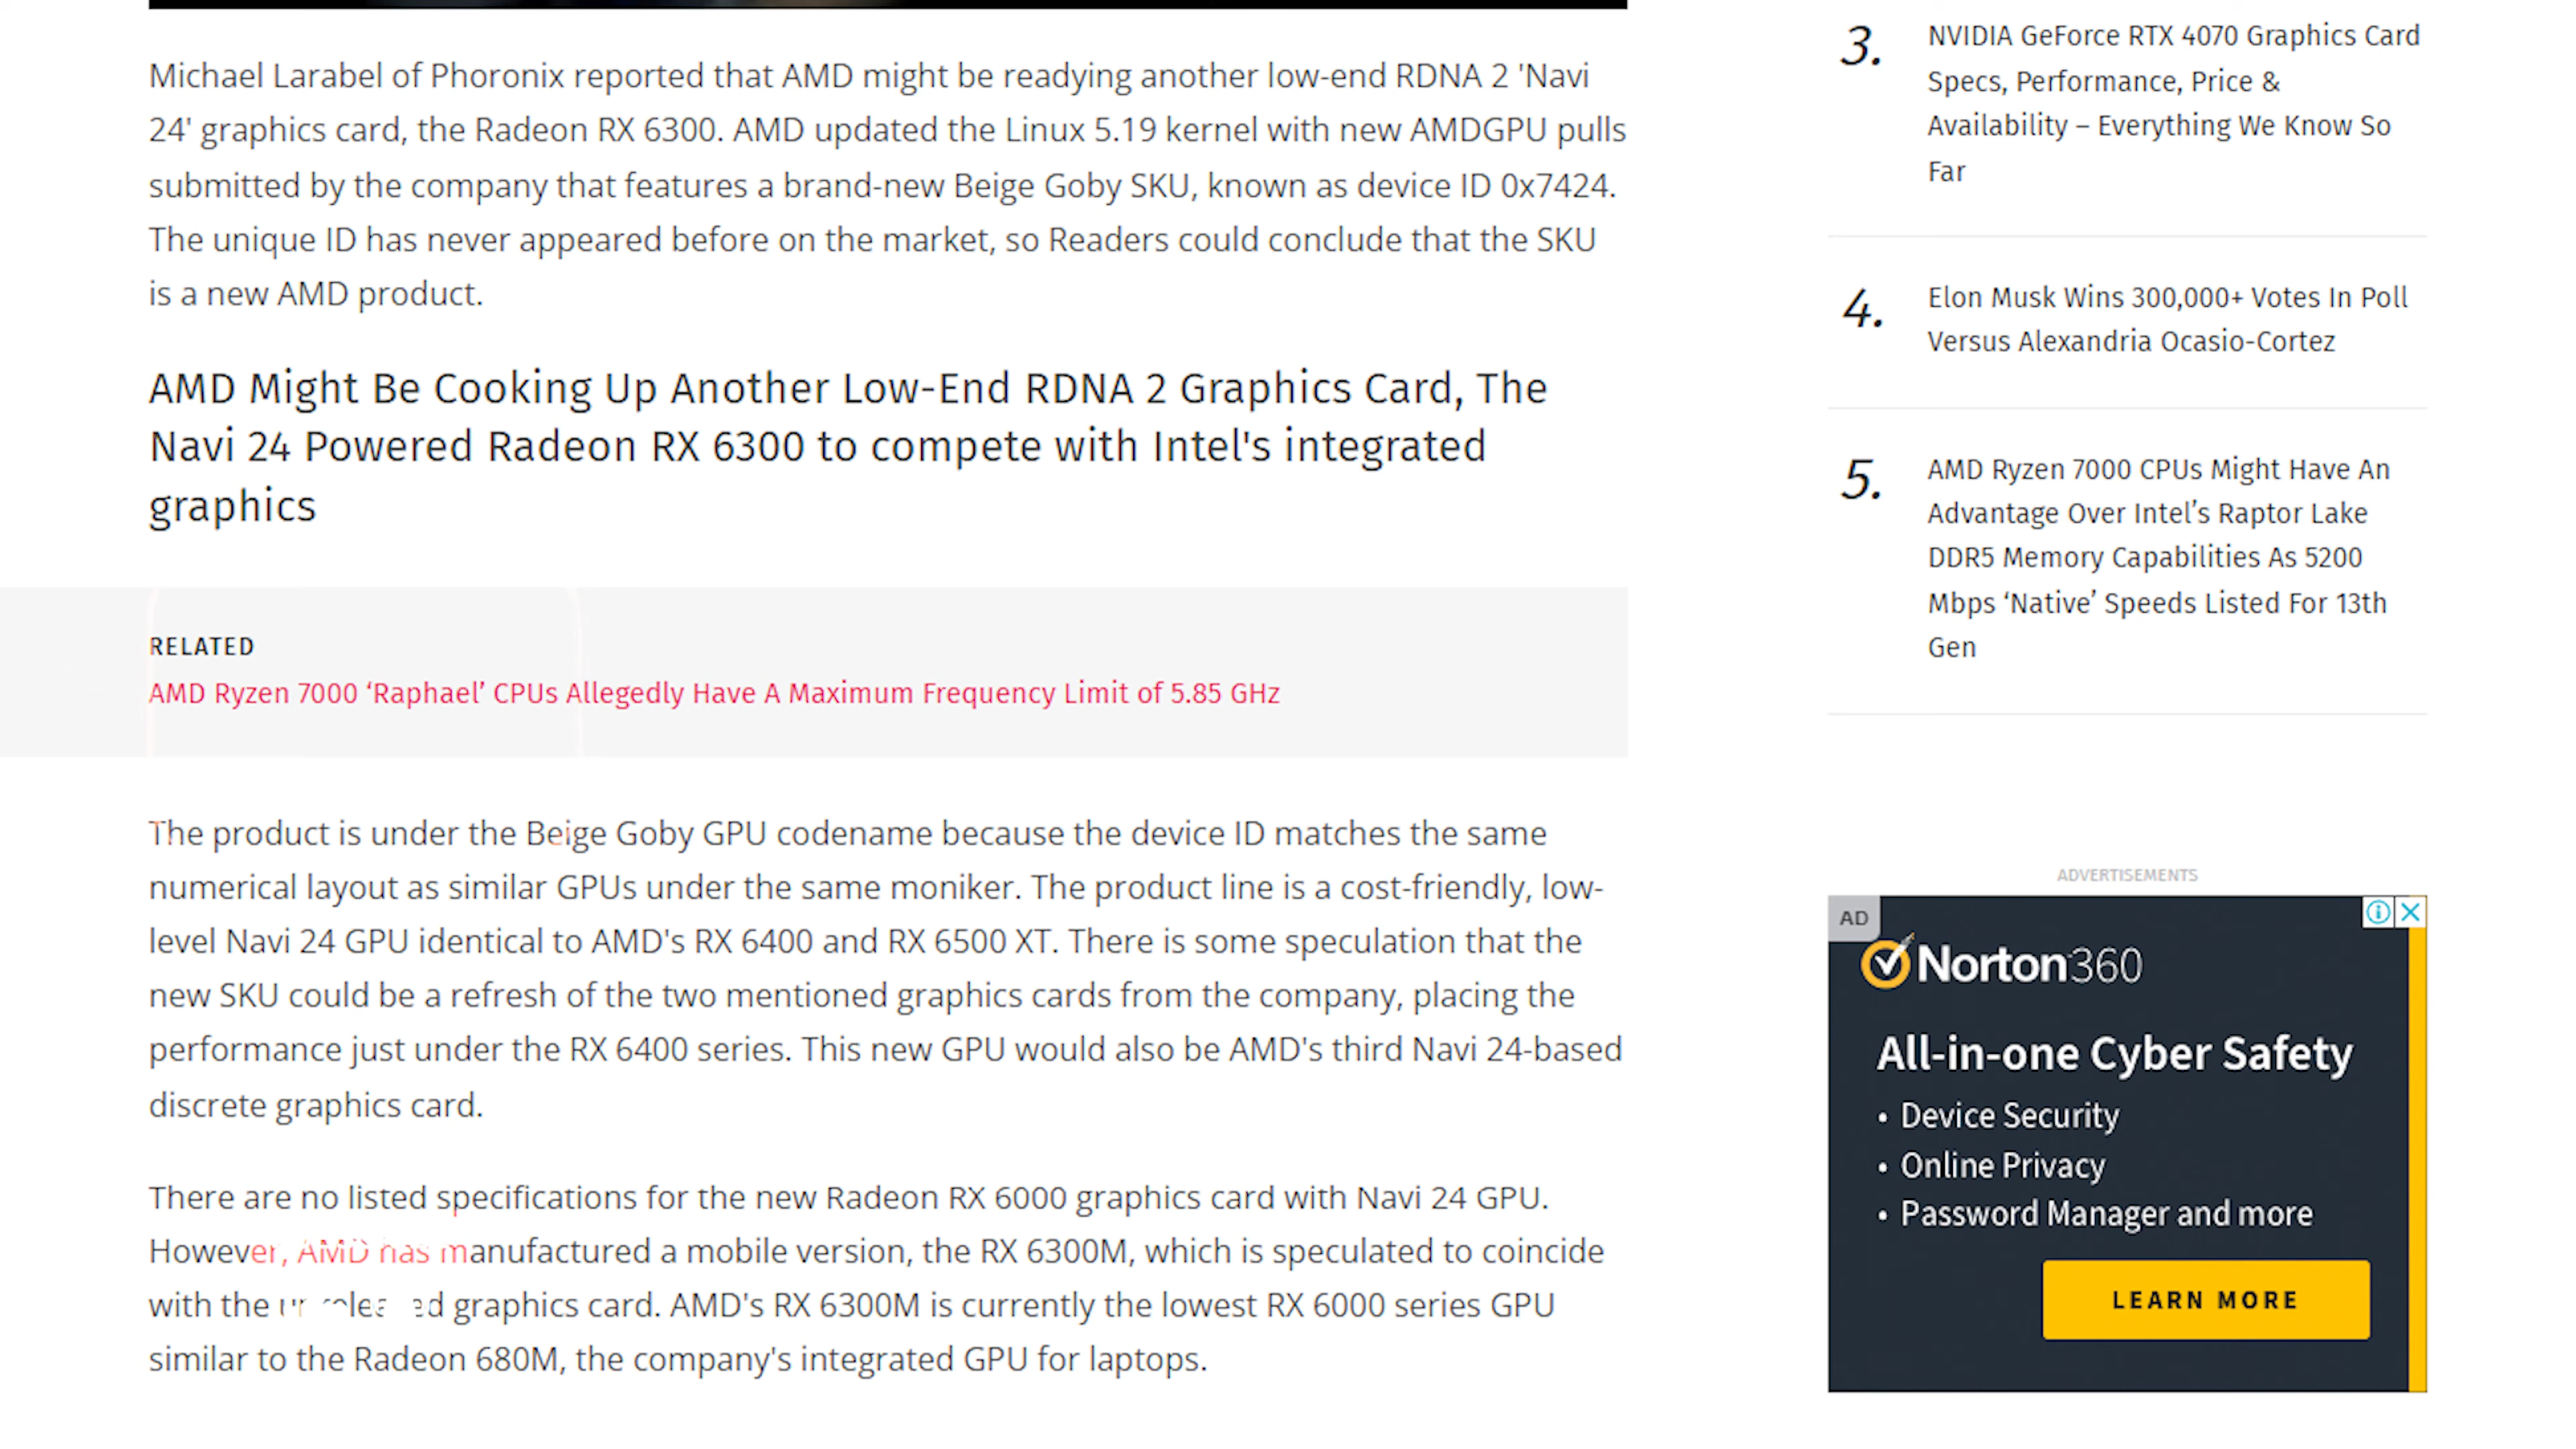 Michael Larabel of Phoronix reported that AMD might be readying another low-end RDNA 2 'Navi
24' graphics card, the Radeon RX 6300. AMD updated the Linux 5.19 kernel with new AMDGPU pulls
submitted by the company that features a brand-new Beige Goby SKU, known as device ID 0x7424.
The unique ID has never appeared before on the market, so Readers could conclude that the SKU
is a new AMD product.
AMD Might Be Cooking Up Another Low-End RDNA 2 Graphics Card, The
Navi 24 Powered Radeon RX 6300 to compete with Intel's integrated
graphics
RELATED
AMD Ryzen 7000 ‘Raphael’ CPUs Allegedly Have A Maximum Frequency Limit of 5.85 GHz
The product is under the Beige Goby GPU codename because the device ID matches the same
numerical layout as similar GPUs under the same moniker. The product line is a cost-friendly, low-
level Navi 24 GPU identical to AMD's RX 6400 and RX 6500 XT. There is some speculation that the
new SKU could be a refresh of the two mentioned graphics cards from the company, placing the
performance just under the RX 6400 series. This new GPU would also be AMD's third Navi 24-based
discrete graphics card.
There are no listed specifications for the new Radeon RX 6000 graphics card with Navi 24 GPU.
However, AMD has manufactured a mobile version, the RX 6300M, which is speculated to coincide
with the graphics card. AMD's RX 6300M is currently the lowest RX 6000 series GPU
similar to the Radeon 680M, the company's integrated GPU for laptops.
3.
NVIDIA GeForce RTX 4070 Graphics Card
Specs, Performance, Price &
Availability – Everything We Know So
Far
4.
Elon Musk Wins 300,000+ Votes In Poll
Versus Alexandria Ocasio-Cortez
5.
AMD Ryzen 7000 CPUs Might Have An
Advantage Over Intel’s Raptor Lake
DDR5 Memory Capabilities As 5200
Mbps ‘Native’ Speeds Listed For 13th
Gen
ADVERTISEMENTS
AD
Norton 360
All-in-one Cyber Safety
• Device Security
• Online Privacy
• Password Manager and more
LEARN MORE